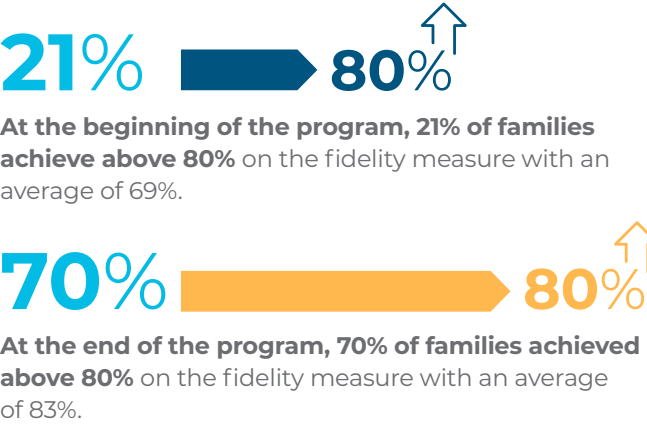 21% 80%
At the beginning of the program, 21% of families
achieve above 80% on the fidelity measure with an
average of 69%.
70% 80%
At the end of the program, 70% of families achieved
above 80% on the fidelity measure with an average
of 83%.